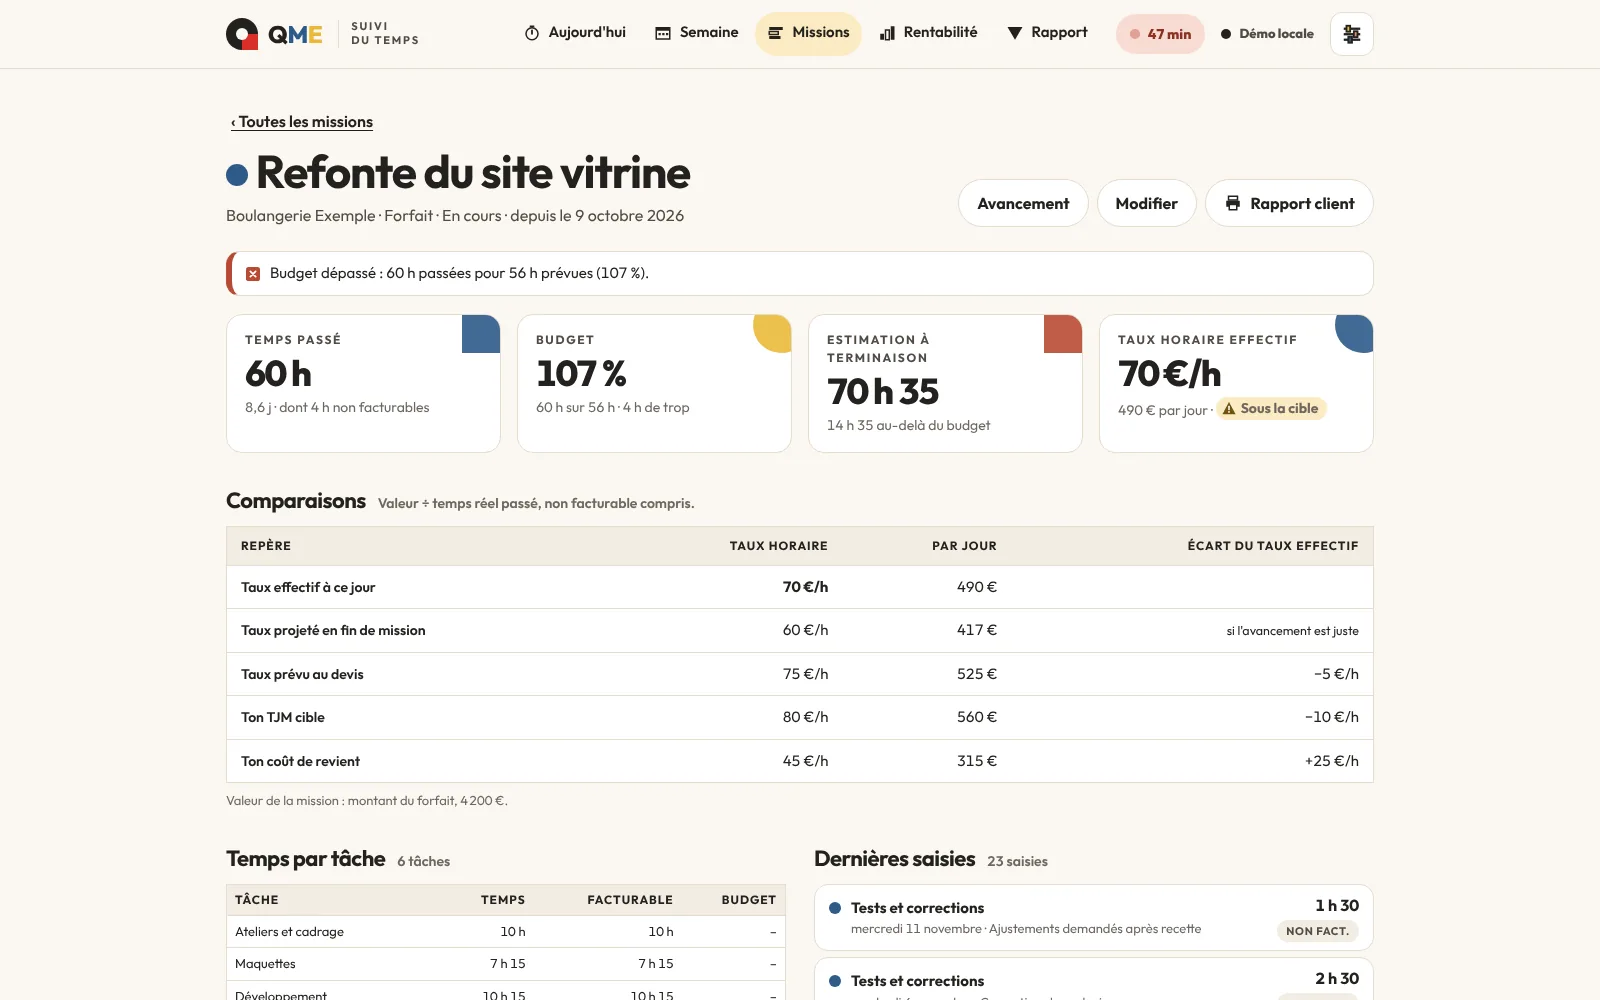 QME
SUIVI
DU TEMPS
Aujourd'hui
Semaine
Missions
Rentabilité
Rapport
47 min
Démo locale
‹ Toutes les missions
Refonte du site vitrine
Boulangerie Exemple · Forfait · En cours · depuis le 9 octobre 2026
Avancement
Modifier
Rapport client
Budget dépassé : 60 h passées pour 56 h prévues (107 %).
TEMPS PASSÉ
60 h
8,6 j · dont 4 h non facturables
BUDGET
107 %
60 h sur 56 h · 4 h de trop
ESTIMATION À
TERMINAISON
70 h 35
14 h 35 au-delà du budget
TAUX HORAIRE EFFECTIF
70 €/h
490 € par jour · Sous la cible
Comparaisons Valeur ÷ temps réel passé, non facturable compris.
REPÈRE TAUX HORAIRE PAR JOUR ÉCART DU TAUX EFFECTIF
Taux effectif à ce jour 70 €/h 490 €
Taux projeté en fin de mission 60 €/h 417 € si l'avancement est juste
Taux prévu au devis 75 €/h 525 € −5 €/h
Ton TJM cible 80 €/h 560 € −10 €/h
Ton coût de revient 45 €/h 315 € +25 €/h
Valeur de la mission : montant du forfait, 4 200 €.
Temps par tâche 6 tâches
TÂCHE TEMPS FACTURABLE BUDGET
Ateliers et cadrage 10 h 10 h –
Maquettes 7 h 15 7 h 15 –
Développement 10 h 15 10 h 15 –
Dernières saisies 23 saisies
Tests et corrections 1 h 30
mercredi 11 novembre · Ajustements demandés après recette NON FACT.
Tests et corrections 2 h 30